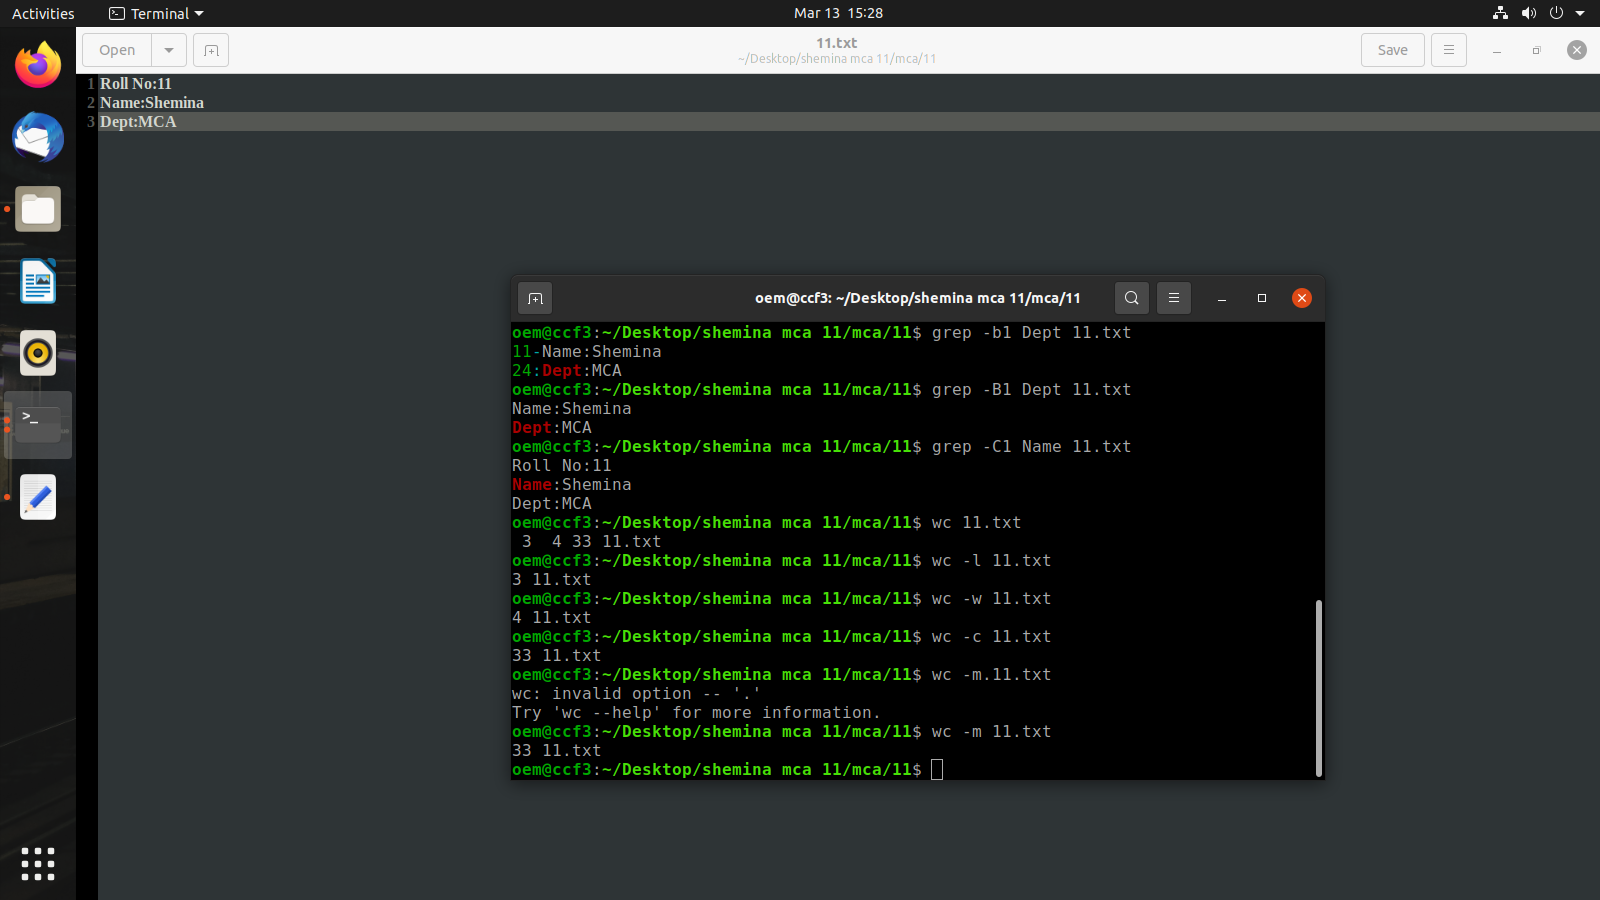 Activities
Terminal
Mar 13 15:28
Open
11.txt
~/Desktop/shemina mca 11/mca/11
Save
1 Roll No:11
2 Name:Shemina
3 Dept:MCA
oem@ccf3: ~/Desktop/shemina mca 11/mca/11
oem@ccf3:~/Desktop/shemina mca 11/mca/11$ grep -b1 Dept 11.txt
11-Name:Shemina
24:Dept:MCA
oem@ccf3:~/Desktop/shemina mca 11/mca/11$ grep -B1 Dept 11.txt
Name:Shemina
Dept:MCA
oem@ccf3:~/Desktop/shemina mca 11/mca/11$ grep -C1 Name 11.txt
Roll No:11
Name:Shemina
Dept:MCA
oem@ccf3:~/Desktop/shemina mca 11/mca/11$ wc 11.txt
 3  4 33 11.txt
oem@ccf3:~/Desktop/shemina mca 11/mca/11$ wc -l 11.txt
3 11.txt
oem@ccf3:~/Desktop/shemina mca 11/mca/11$ wc -w 11.txt
4 11.txt
oem@ccf3:~/Desktop/shemina mca 11/mca/11$ wc -c 11.txt
33 11.txt
oem@ccf3:~/Desktop/shemina mca 11/mca/11$ wc -m.11.txt
wc: invalid option -- '.'
Try 'wc --help' for more information.
oem@ccf3:~/Desktop/shemina mca 11/mca/11$ wc -m 11.txt
33 11.txt
oem@ccf3:~/Desktop/shemina mca 11/mca/11$